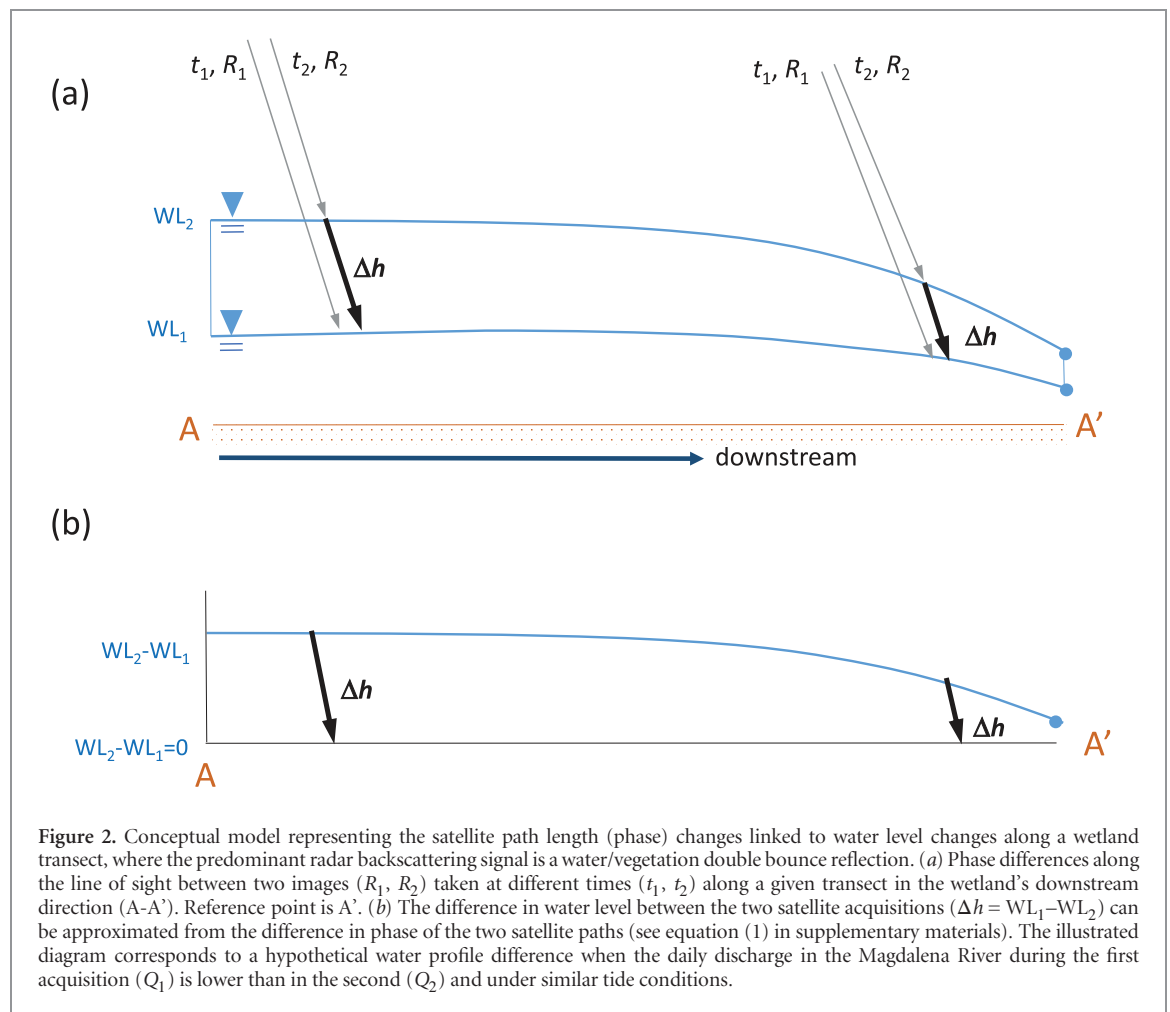 (a)
t1, R1
t2, R2
t1, R1
t2, R2
WL2
Δh
WL1
Δh
A
A’
downstream
(b)
WL2-WL1
Δh
Δh
WL2-WL1=0
A’
A
Figure 2. Conceptual model representing the satellite path length (phase) changes linked to water level changes along a wetland
transect, where the predominant radar backscattering signal is a water/vegetation double bounce reflection. (a) Phase differences along
the line of sight between two images (R1, R2) taken at different times (t1, t2) along a given transect in the wetland’s downstream
direction (A-A’). Reference point is A’. (b) The difference in water level between the two satellite acquisitions (Δh = WL1–WL2) can
be approximated from the difference in phase of the two satellite paths (see equation (1) in supplementary materials). The illustrated
diagram corresponds to a hypothetical water profile difference when the daily discharge in the Magdalena River during the first
acquisition (Q1) is lower than in the second (Q2) and under similar tide conditions.